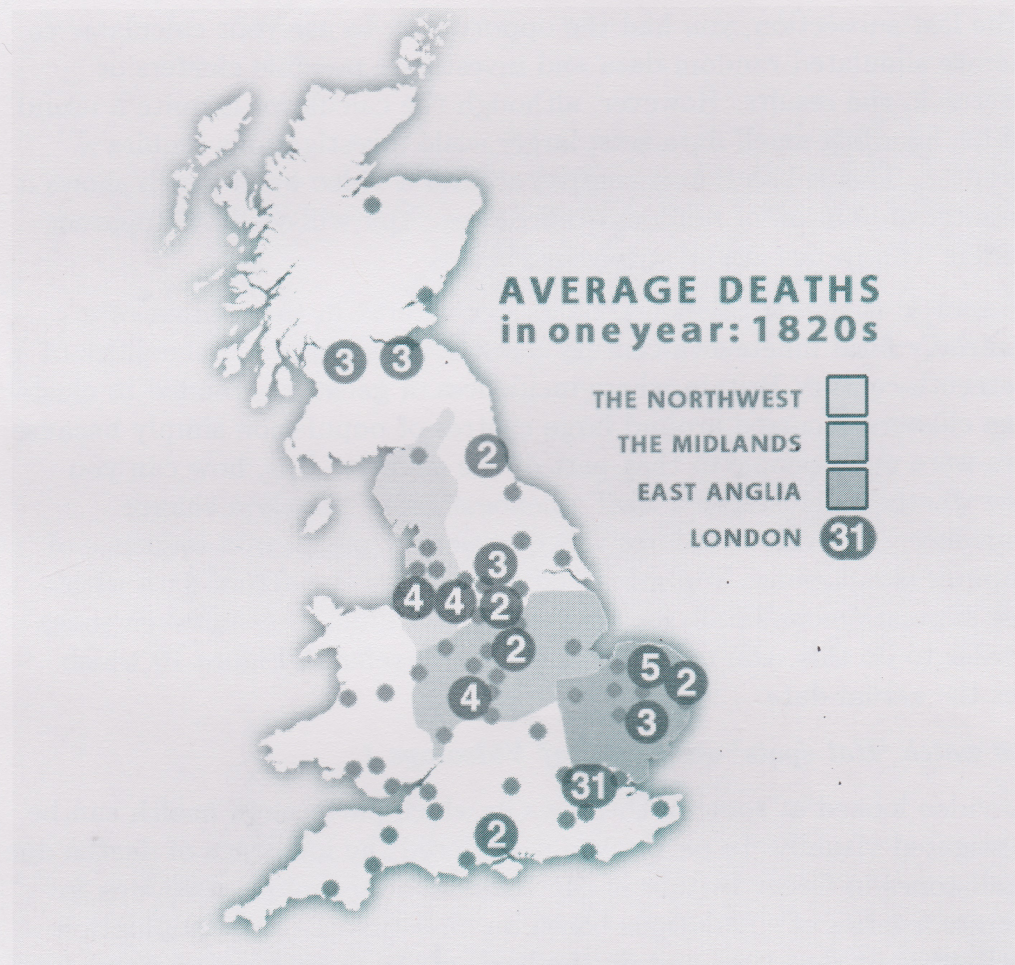 AVERAGE DEATHS
in one year: 1820s
THE NORTHWEST
THE MIDLANDS
EAST ANGLIA
LONDON 31
3 3
2
3
4 4 2
2
5
2
4
3
31
2